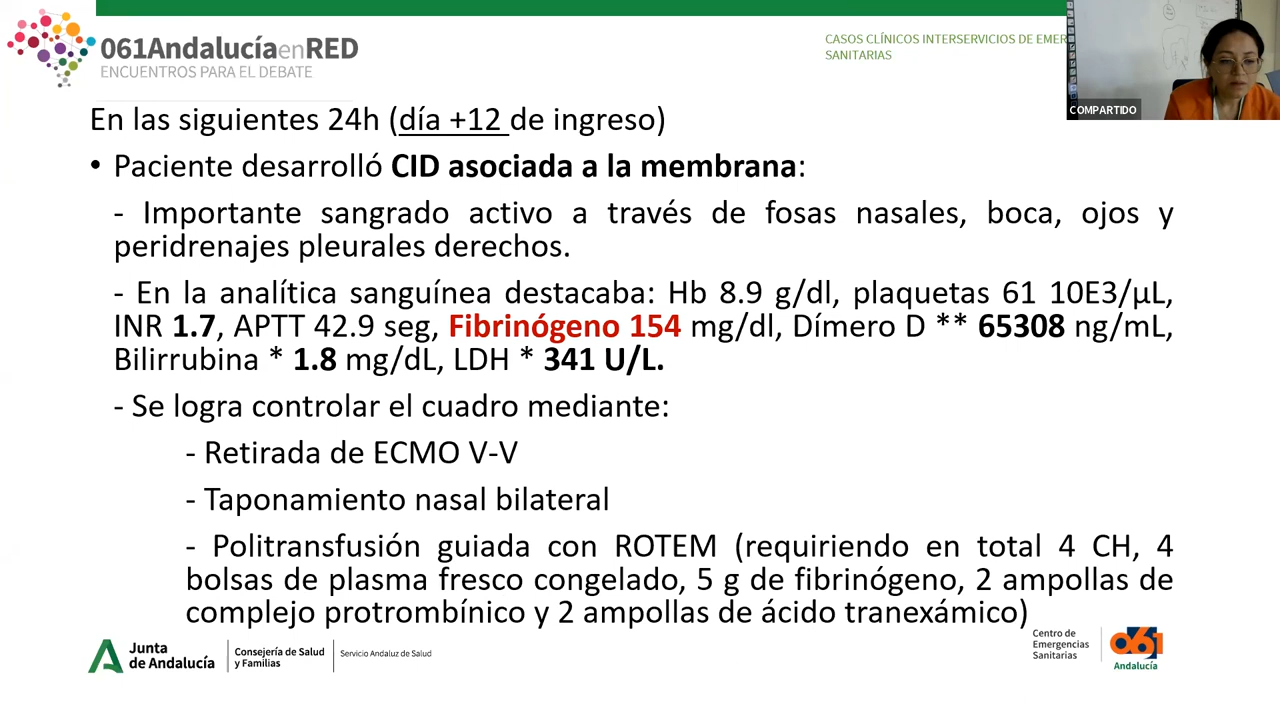 061AndalucíaenRED
ENCUENTROS PARA EL DEBATE
CASOS CLÍNICOS INTERSERVICIOS DE EMER
SANITARIAS
COMPARTIDO
En las siguientes 24h (día +12 de ingreso)
• Paciente desarrolló CID asociada a la membrana:
- Importante sangrado activo a través de fosas nasales, boca, ojos y
peridrenajes pleurales derechos.
- En la analítica sanguínea destacaba: Hb 8.9 g/dl, plaquetas 61 10E3/µL,
INR 1.7, APTT 42.9 seg, Fibrinógeno 154 mg/dl, Dímero D ** 65308 ng/mL,
Bilirrubina * 1.8 mg/dL, LDH * 341 U/L.
- Se logra controlar el cuadro mediante:
- Retirada de ECMO V-V
- Taponamiento nasal bilateral
- Politransfusión guiada con ROTEM (requiriendo en total 4 CH, 4
bolsas de plasma fresco congelado, 5 g de fibrinógeno, 2 ampollas de
complejo protrombínico y 2 ampollas de ácido tranexámico)
Junta
de Andalucía
Consejería de Salud
y Familias
Servicio Andaluz de Salud
Centro de
Emergencias
Sanitarias
061
Andalucía